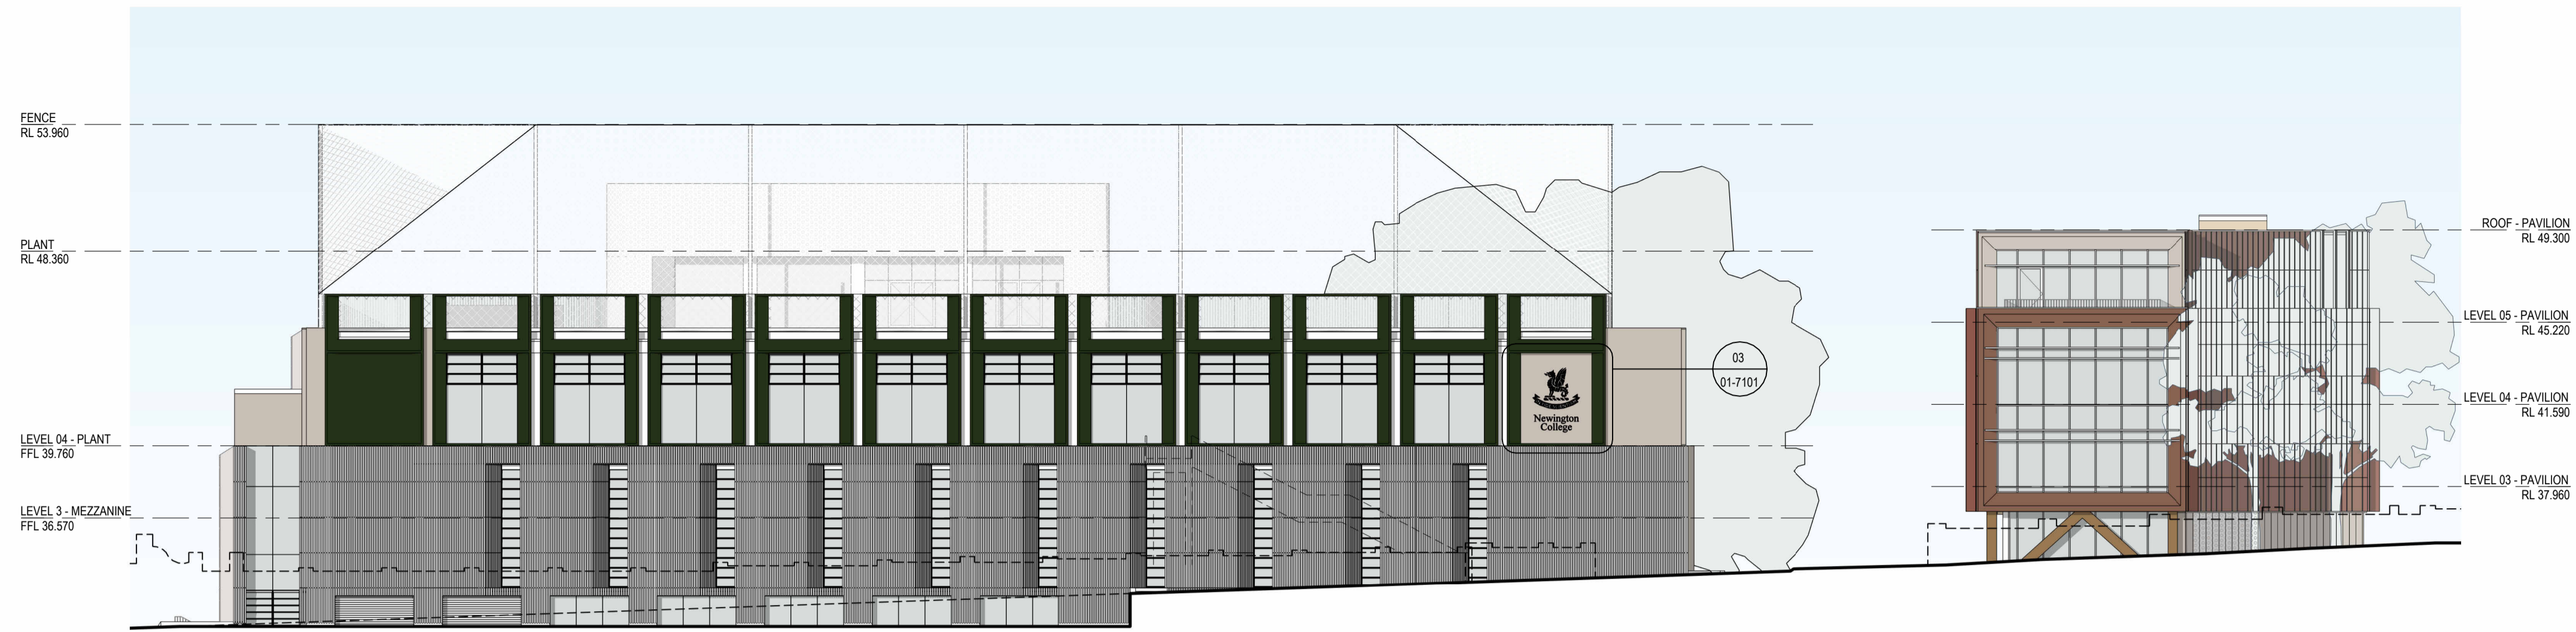 FENCE
RL 53.960
PLANT
RL 48.360
LEVEL 04 - PLANT
FFL 39.760
LEVEL 3 - MEZZANINE
FFL 36.570
03
01-7101
Newington
College
ROOF - PAVILION
RL 49.300
LEVEL 05 - PAVILION
RL 45.220
LEVEL 04 - PAVILION
RL 41.590
LEVEL 03 - PAVILION
RL 37.960